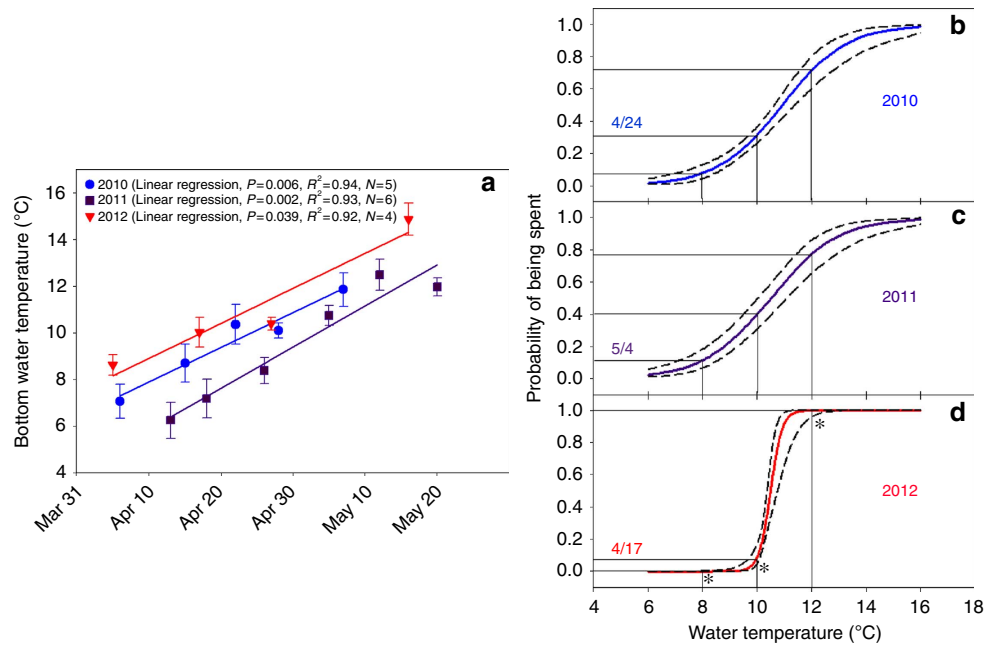 a
2010 (Linear regression, P=0.006, R²=0.94, N=5)
2011 (Linear regression, P=0.002, R²=0.93, N=6)
2012 (Linear regression, P=0.039, R²=0.92, N=4)
Bottom water temperature (°C)
16
14
12
10
8
6
4
Mar 31
Apr 10
Apr 20
Apr 30
May 10
May 20
Probability of being spent
b
2010
4/24
1.0
0.8
0.6
0.4
0.2
0.0
c
2011
5/4
1.0
0.8
0.6
0.4
0.2
0.0
d
2012
4/17
*
*
*
1.0
0.8
0.6
0.4
0.2
0.0
4 6 8 10 12 14 16 18
Water temperature (°C)